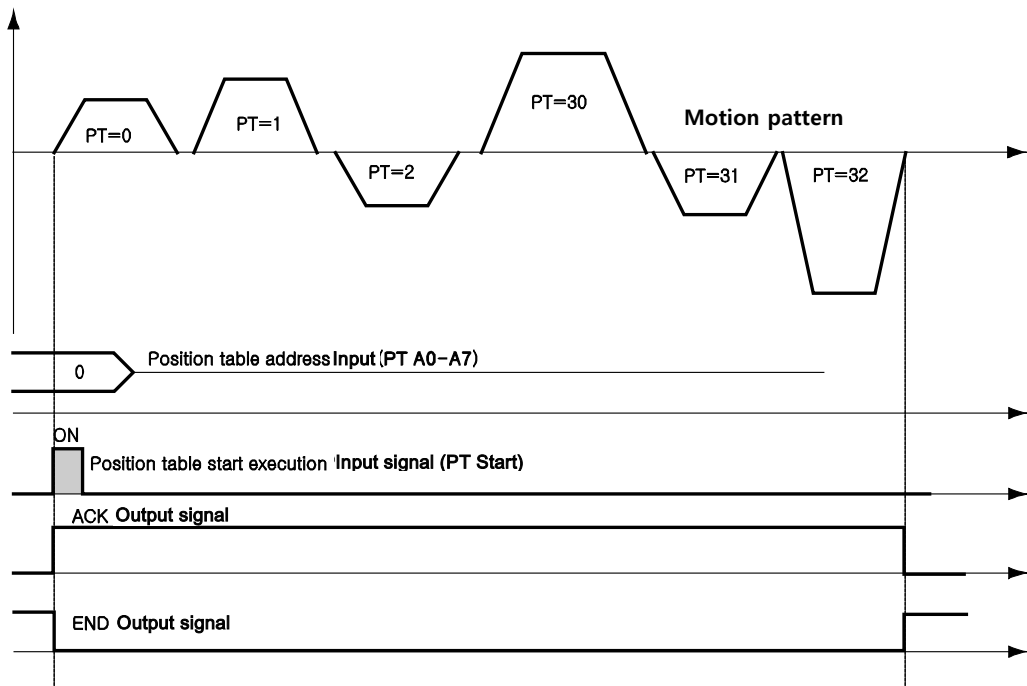 PT=0
PT=1
PT=2
PT=30
Motion pattern
PT=31
PT=32
Position table address Input (PT A0-A7)
0
ON
Position table start execution Input signal (PT Start)
ACK Output signal
END Output signal